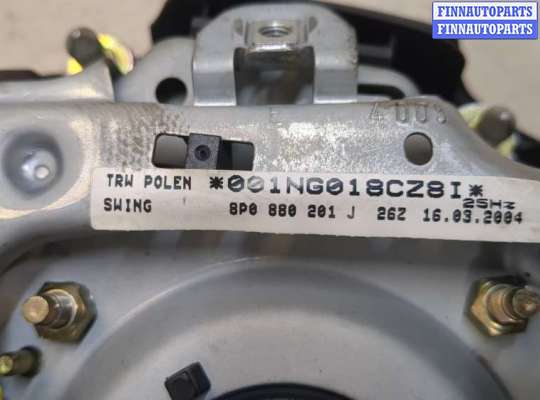 FINNAUTOPARTS
FINNAUTOPARTS
TRW POLEN *001NG018CZ8I*
25Hz
SWING 8P0 880 201 J 26Z 16.03.2004